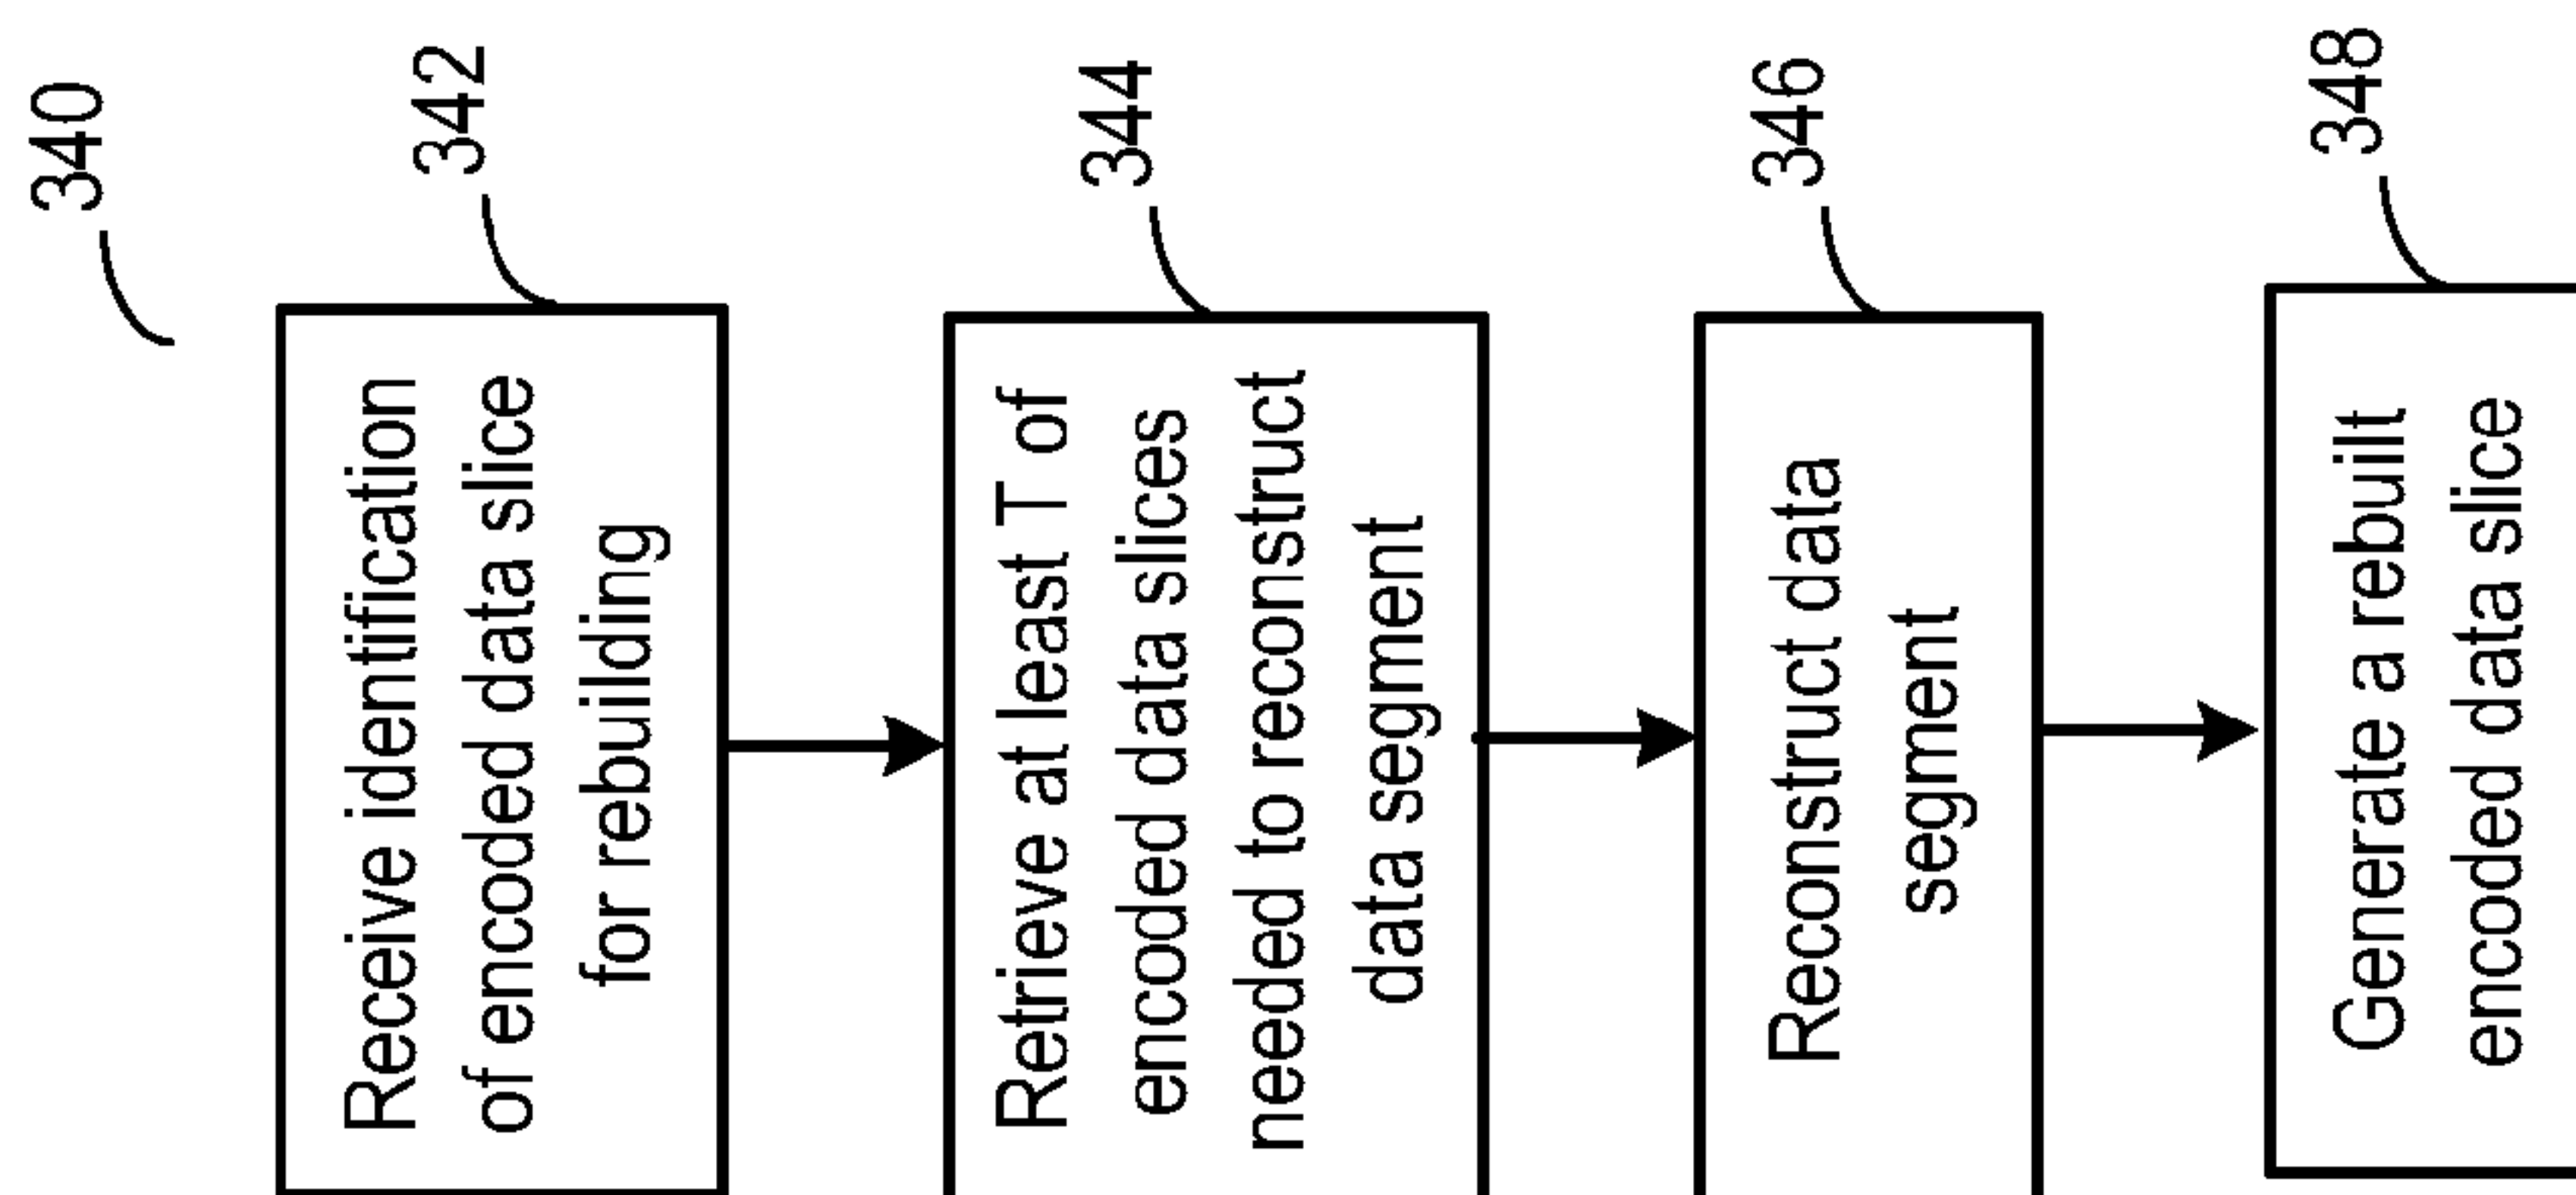 340
342
Receive identification
of encoded data slice
for rebuilding
344
Retrieve at least T of
encoded data slices
needed to reconstruct
data segment
346
Reconstruct data
segment
348
Generate a rebuilt
encoded data slice